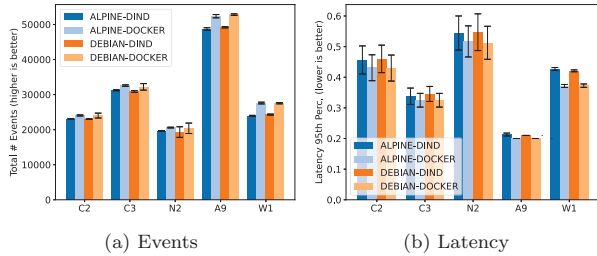 Total # Events (higher is better)
50000
40000
30000
20000
10000
0
ALPINE-DIND
ALPINE-DOCKER
DEBIAN-DIND
DEBIAN-DOCKER
C2 C3 N2 A9 W1
(a) Events
Latency 95th Perc, (lower is better)
0.6
0.5
0.4
0.3
0.2
0.1
0.0
ALPINE-DIND
ALPINE-DOCKER
DEBIAN-DIND
DEBIAN-DOCKER
C2 C3 N2 A9 W1
(b) Latency